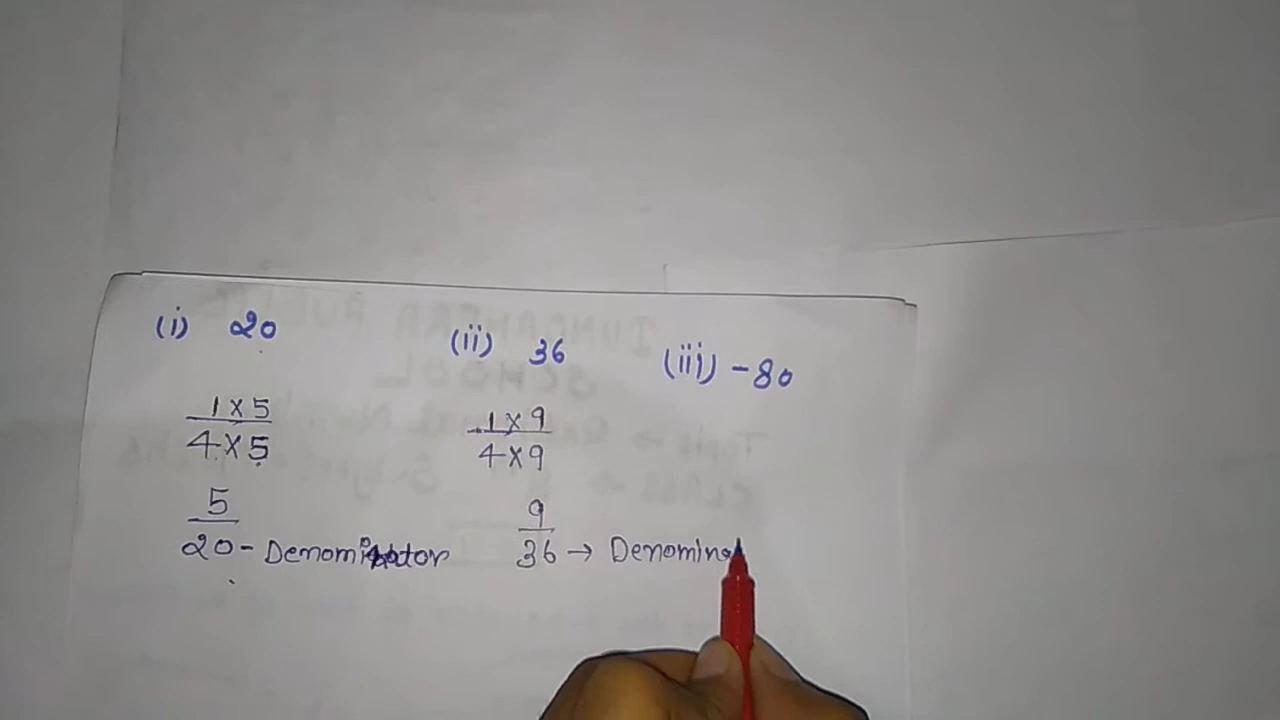 (i) 20 (ii) 36 (iii) -80
1 x 5
4 x 5
5
20 - Denominator
1 x 9
4 x 9
9
36 → Denomina